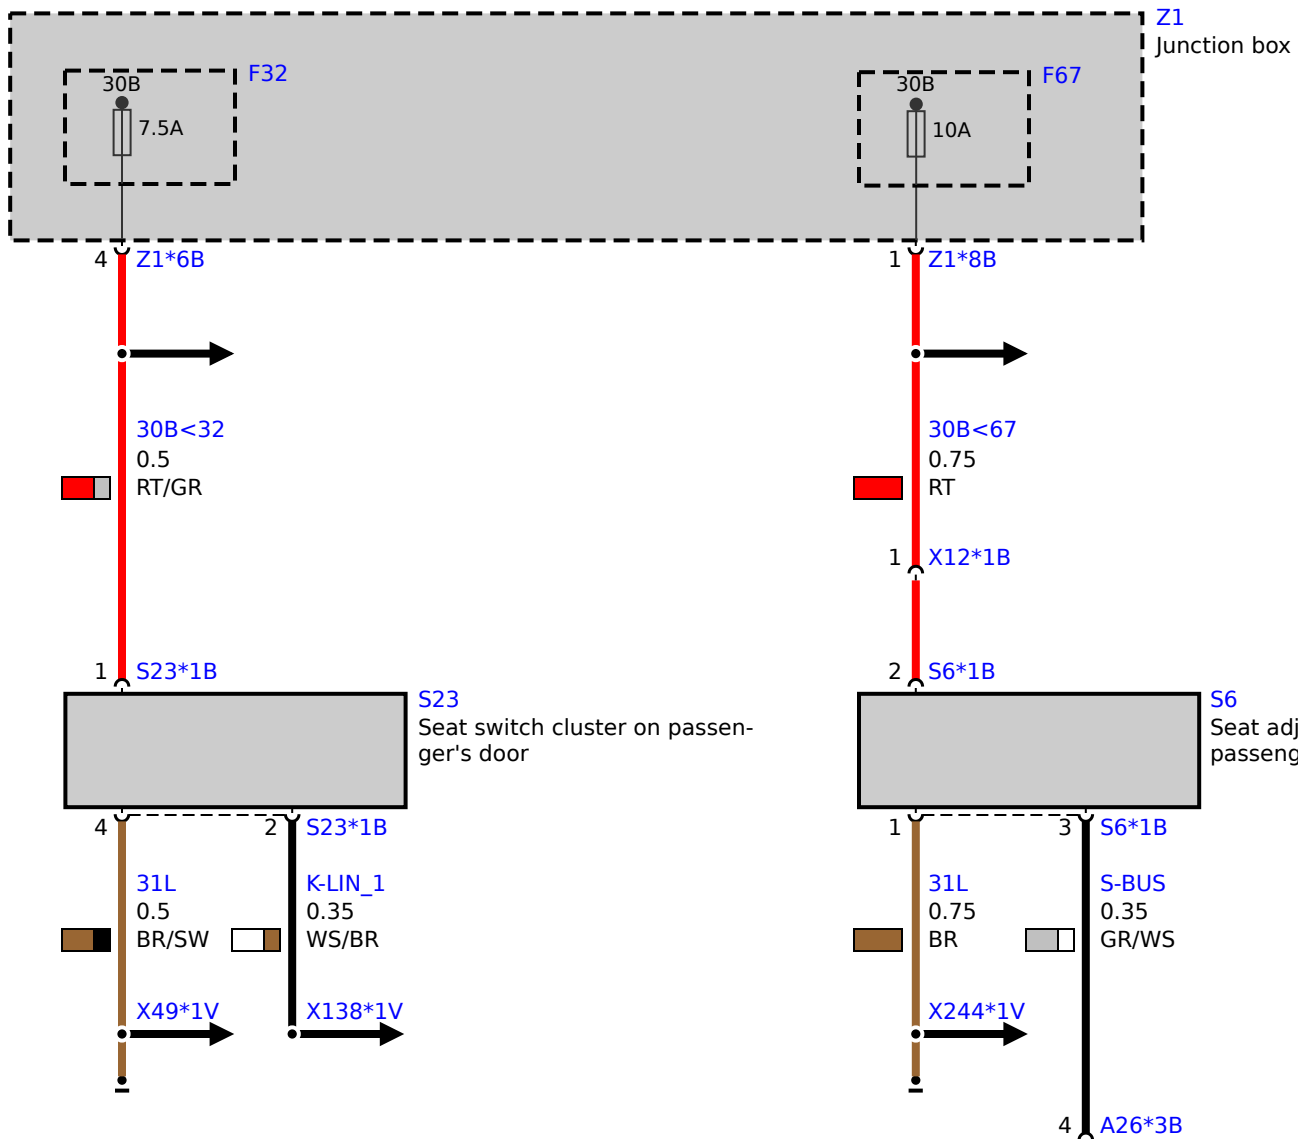 Z1
Junction box
F32
30B
7.5A
F67
30B
10A
4 Z1*6B
1 Z1*8B
30B<32
0.5
RT/GR
30B<67
0.75
RT
1 X12*1B
1 S23*1B
2 S6*1B
S23
Seat switch cluster on passen-
ger's door
S6
Seat adj
passeng
4
2 S23*1B
1
3 S6*1B
31L
0.5
BR/SW
K-LIN_1
0.35
WS/BR
31L
0.75
BR
S-BUS
0.35
GR/WS
X49*1V
X138*1V
X244*1V
4 A26*3B